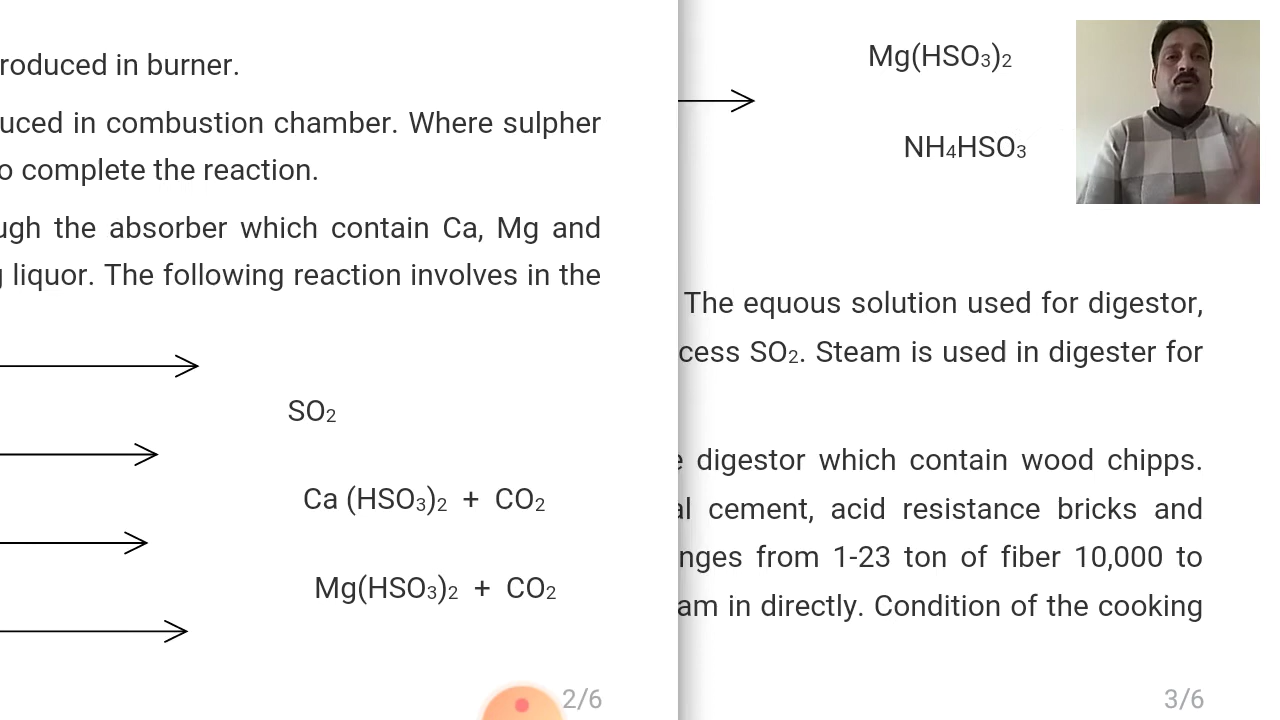 roduced in burner.
uced in combustion chamber. Where sulpher
o complete the reaction.
ugh the absorber which contain Ca, Mg and
g liquor. The following reaction involves in the
SO2
Ca (HSO3)2 + CO2
Mg(HSO3)2 + CO2
2/6
Mg(HSO3)2
NH4HSO3
The equous solution used for digestor,
cess SO2. Steam is used in digester for
e digestor which contain wood chipps.
al cement, acid resistance bricks and
nges from 1-23 ton of fiber 10,000 to
am in directly. Condition of the cooking
3/6